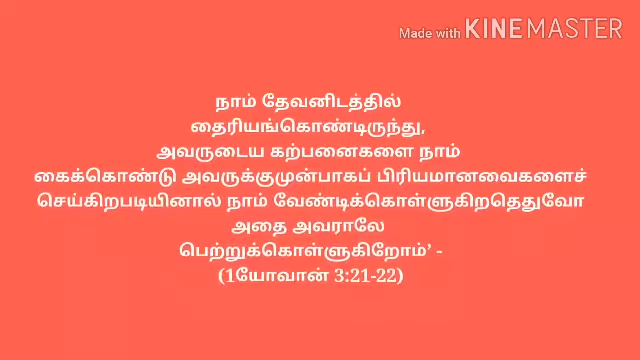 Made with KINEMASTER
நாம் தேவனிடத்தில்
தைரியங்கொண்டிருந்து,
அவருடைய கற்பனைகளை நாம்
கைக்கொண்டு அவருக்குமுன்பாகப் பிரியமானவைகளைச்
செய்கிறபடியினால் நாம் வேண்டிக்கொள்ளுகிறதெதுவோ
அதை அவராலே
பெற்றுக்கொள்ளுகிறோம்’ -
(1யோவான் 3:21-22)